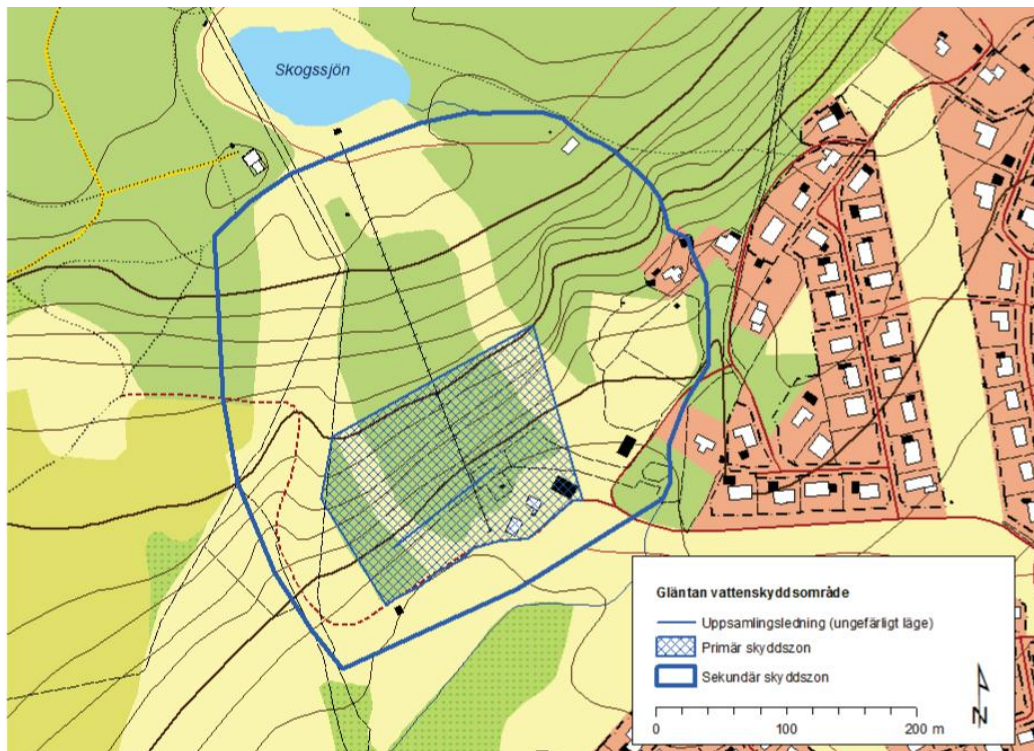 Skogssjön
Gläntan vattenskyddsområde
Uppsamlingsledning (ungefärligt läge)
Primär skyddszon
Sekundär skyddszon
N
0 100 200 m